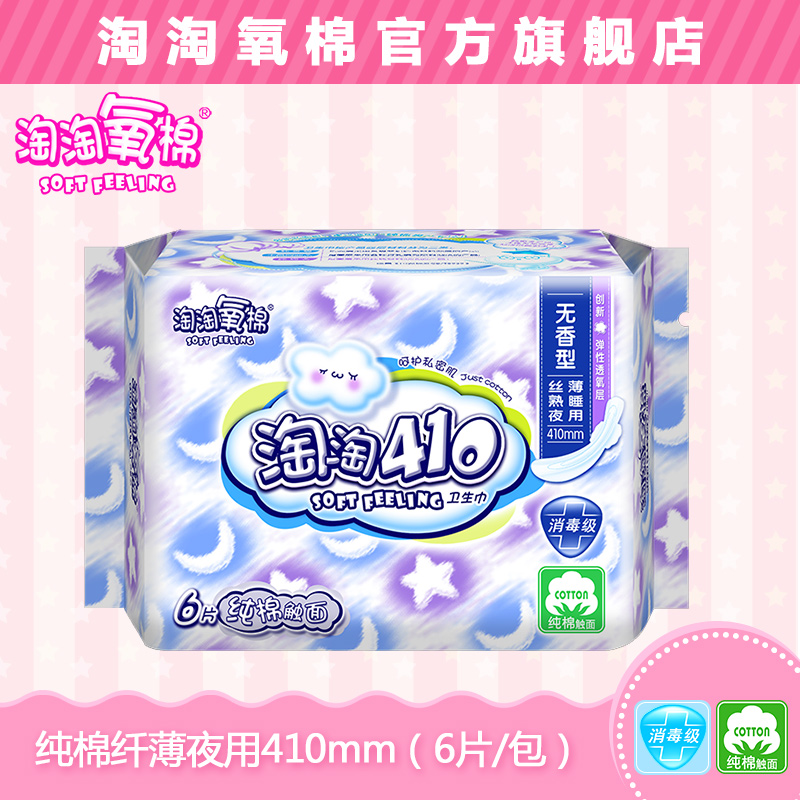 淘淘氧棉官方旗舰店
淘淘氧棉®
SOFT FEELING
淘淘氧棉®
SOFT FEELING
呵护私密肌 Just cotton
淘淘410
SOFT FEELING 卫生巾
无香型
丝薄
熟睡
夜用
410mm
创新 弹性透氧层
消毒级
COTTON
纯棉触面
6片 纯棉触面
纯棉纤薄夜用410mm（6片/包）
消毒级
COTTON
纯棉触面